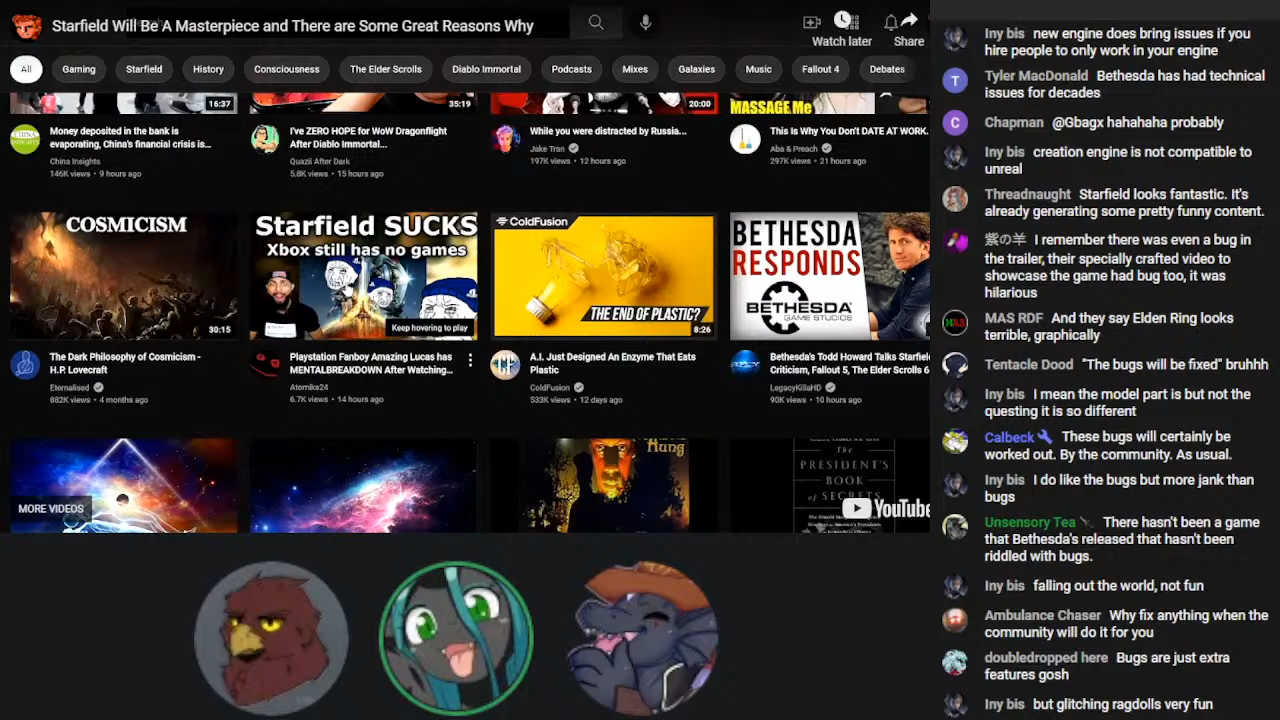 Starfield Will Be A Masterpiece and There are Some Great Reasons Why
Watch later
Share
All
Gaming
Starfield
History
Consciousness
The Elder Scrolls
Diablo Immortal
Podcasts
Mixes
Galaxies
Music
Fallout 4
Debates
16:37
35:19
20:00
MASSAGE Me
Money deposited in the bank is
evaporating, China's financial crisis is...
China Insights
146K views • 9 hours ago
I've ZERO HOPE for WoW Dragonflight
After Diablo Immortal...
Quazii After Dark
5.8K views • 15 hours ago
While you were distracted by Russia...
Jake Tran
197K views • 12 hours ago
This Is Why You Don't DATE AT WORK.
Aba & Preach
297K views • 21 hours ago
COSMICISM
30:15
Starfield SUCKS
Xbox still has no games
Keep hovering to play
ColdFusion
THE END OF PLASTIC?
8:26
BETHESDA
RESPONDS
BETHESDA
GAME STUDIOS
The Dark Philosophy of Cosmicism -
H.P. Lovecraft
Eternalised
882K views • 4 months ago
Playstation Fanboy Amazing Lucas has
MENTALBREAKDOWN After Watching...
Atomiks24
6.7K views • 14 hours ago
A.I. Just Designed An Enzyme That Eats
Plastic
ColdFusion
533K views • 12 days ago
Bethesda's Todd Howard Talks Starfield
Criticism, Fallout 5, The Elder Scrolls 6
LegacyKillaHD
90K views • 10 hours ago
MORE VIDEOS
Hung
The
PRESIDENT'S
BOOK
of SECRETS
YouTube
Iny bis new engine does bring issues if you
hire people to only work in your engine
Tyler MacDonald Bethesda has had technical
issues for decades
Chapman @Gbagx hahahaha probably
Iny bis creation engine is not compatible to
unreal
Threadnaught Starfield looks fantastic. It's
already generating some pretty funny content.
紫の羊 I remember there was even a bug in
the trailer, their specially crafted video to
showcase the game had bug too, it was
hilarious
MAS RDF And they say Elden Ring looks
terrible, graphically
Tentacle Dood "The bugs will be fixed" bruhhh
Iny bis I mean the model part is but not the
questing it is so different
Calbeck These bugs will certainly be
worked out. By the community. As usual.
Iny bis I do like the bugs but more jank than
bugs
Unsensory Tea There hasn't been a game
that Bethesda's released that hasn't been
riddled with bugs.
Iny bis falling out the world, not fun
Ambulance Chaser Why fix anything when the
community will do it for you
doubledropped here Bugs are just extra
features gosh
Iny bis but glitching ragdolls very fun